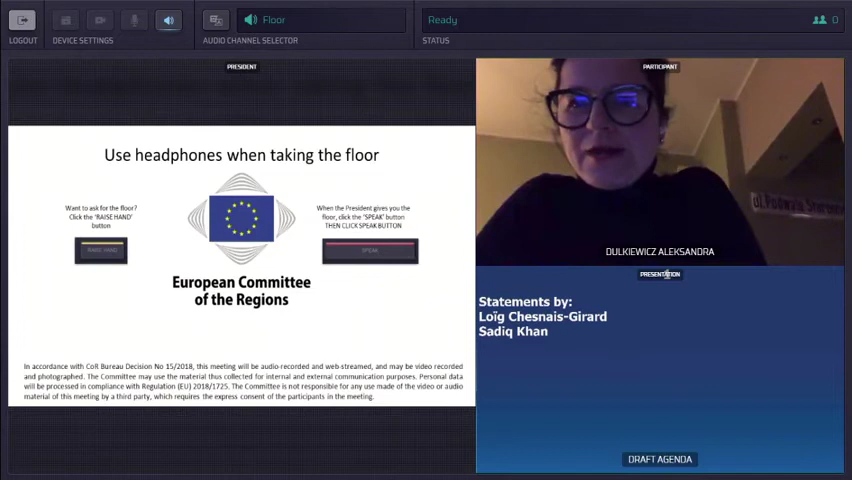 Floor
Ready
0
LOGOUT
DEVICE SETTINGS
AUDIO CHANNEL SELECTOR
STATUS
PRESIDENT
Use headphones when taking the floor
Want to ask for the floor?
Click the 'RAISE HAND'
button
RAISE HAND
When the President gives you the
floor, click the 'SPEAK' button
THEN CLICK SPEAK BUTTON
SPEAK
European Committee
of the Regions
In accordance with CoR Bureau Decision No 15/2018, this meeting will be audio-recorded and web-streamed, and may be video recorded
and photographed. The Committee may use the material thus collected for internal and external communication purposes. Personal data
will be processed in compliance with Regulation (EU) 2018/1725. The Committee is not responsible for any use made of the video or audio
material of this meeting by a third party, which requires the express consent of the participants in the meeting.
PARTICIPANT
ul.Podwale
DULKIEWICZ ALEKSANDRA
PRESENTATION
Statements by:
Loïg Chesnais-Girard
Sadiq Khan
DRAFT AGENDA